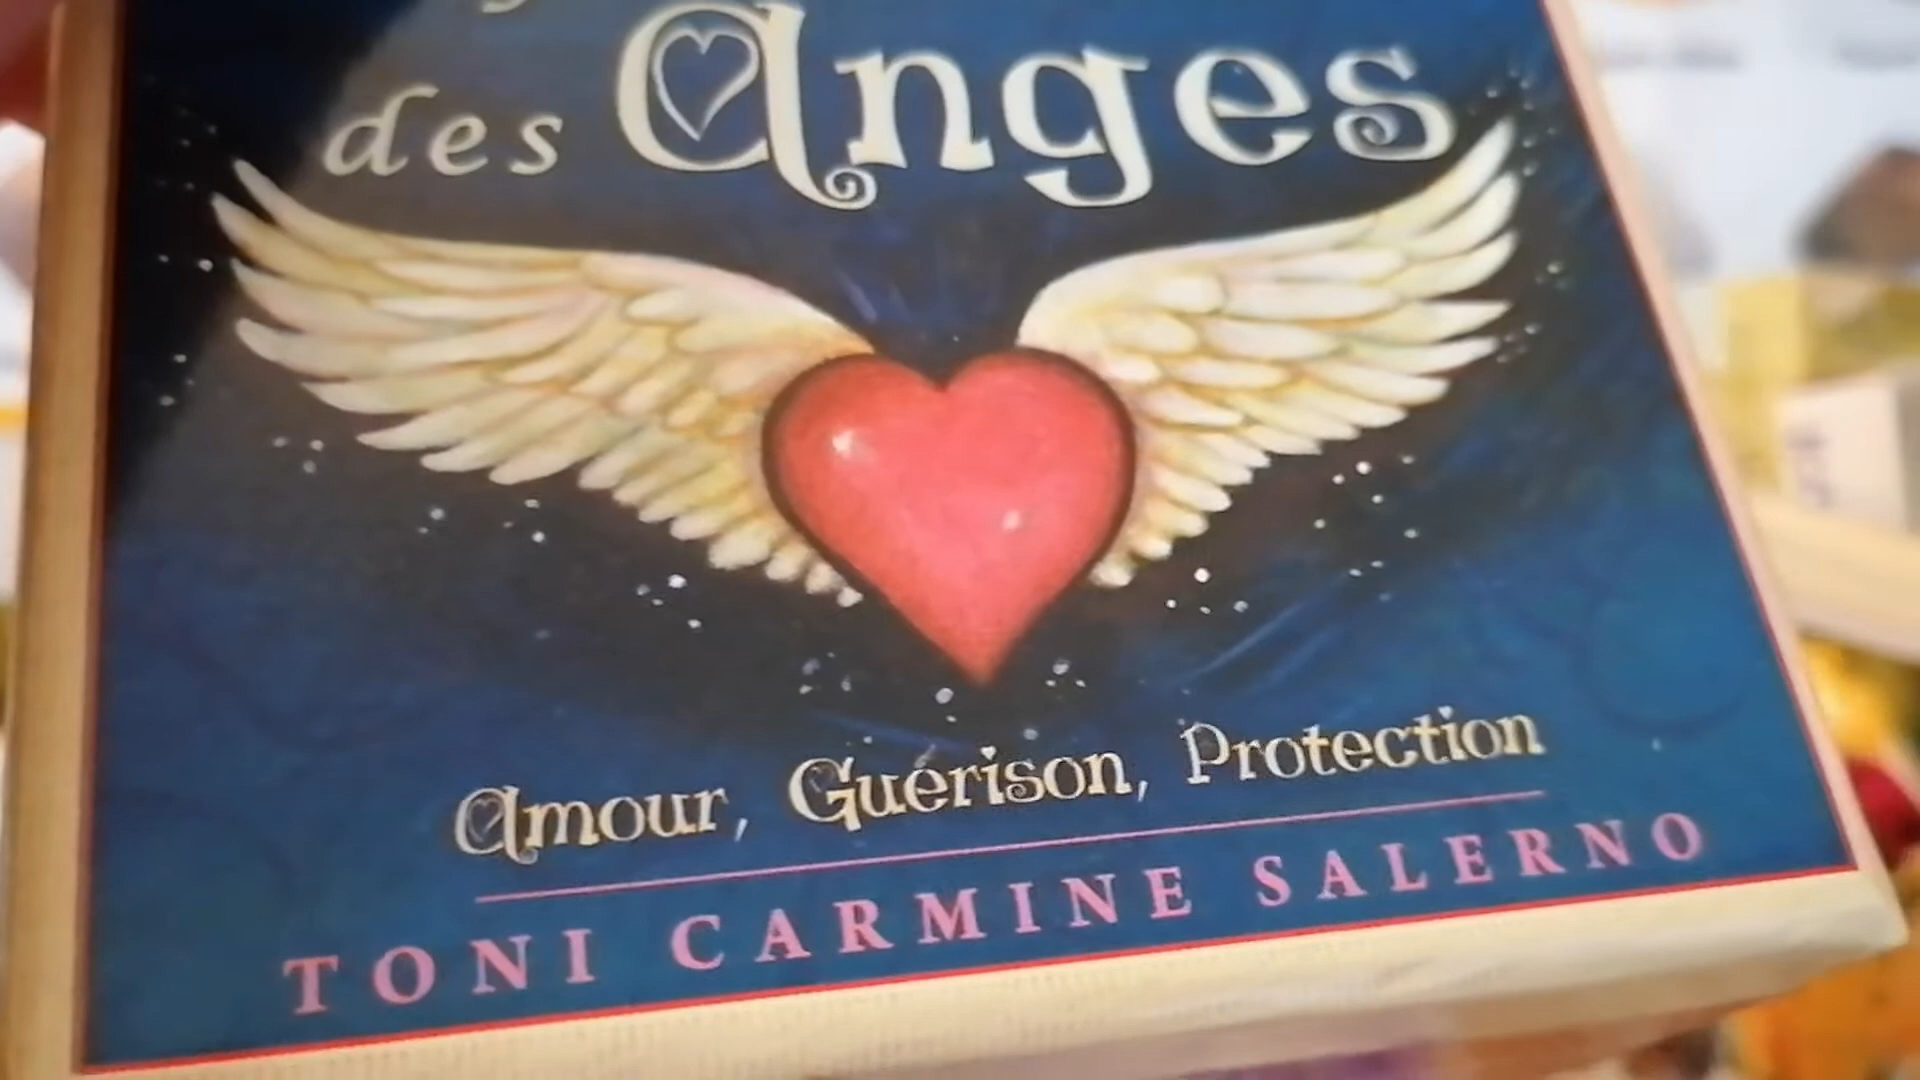 des Anges
Amour, Guérison, Protection
TONI CARMINE SALERNO